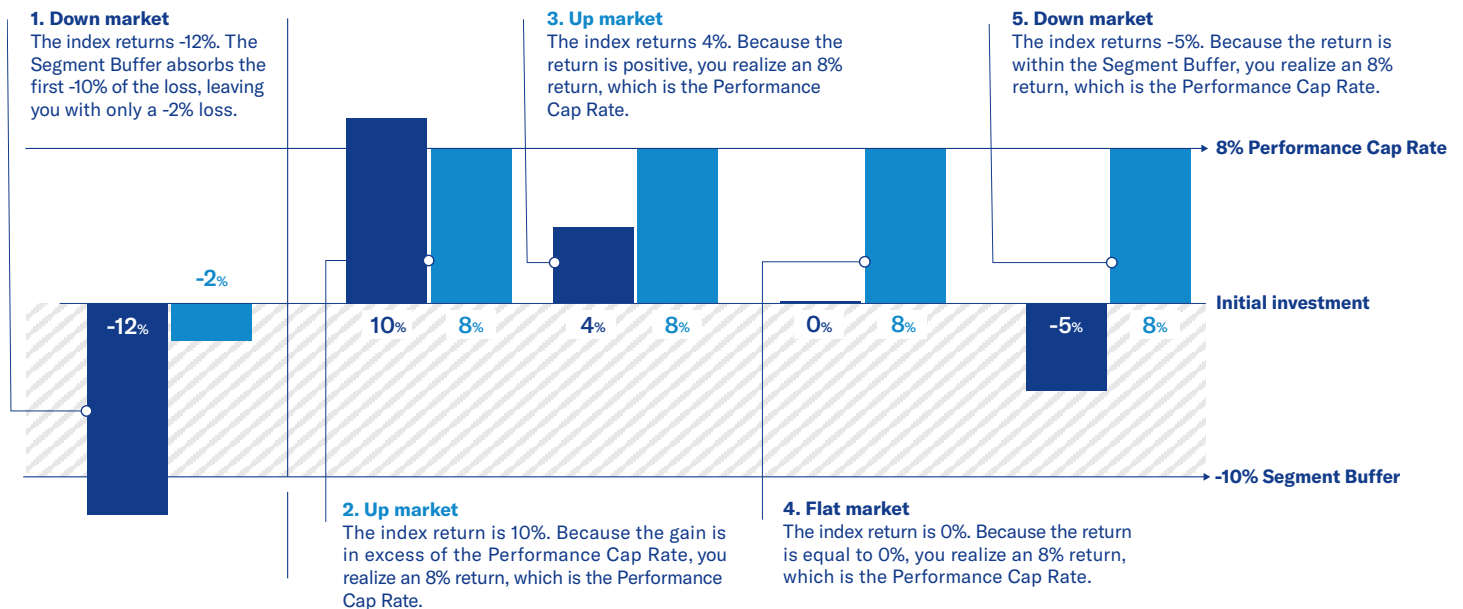 1. Down market
The index returns -12%. The
Segment Buffer absorbs the
first -10% of the loss, leaving
you with only a -2% loss.
3. Up market
The index returns 4%. Because the
return is positive, you realize an 8%
return, which is the Performance
Cap Rate.
5. Down market
The index returns -5%. Because the return is
within the Segment Buffer, you realize an 8%
return, which is the Performance Cap Rate.
8% Performance Cap Rate
-2%
Initial investment
-12%
10%
8%
4%
8%
0%
8%
-5%
8%
-10% Segment Buffer
2. Up market
The index return is 10%. Because the gain is
in excess of the Performance Cap Rate, you
realize an 8% return, which is the Performance
Cap Rate.
4. Flat market
The index return is 0%. Because the return
is equal to 0%, you realize an 8% return,
which is the Performance Cap Rate.